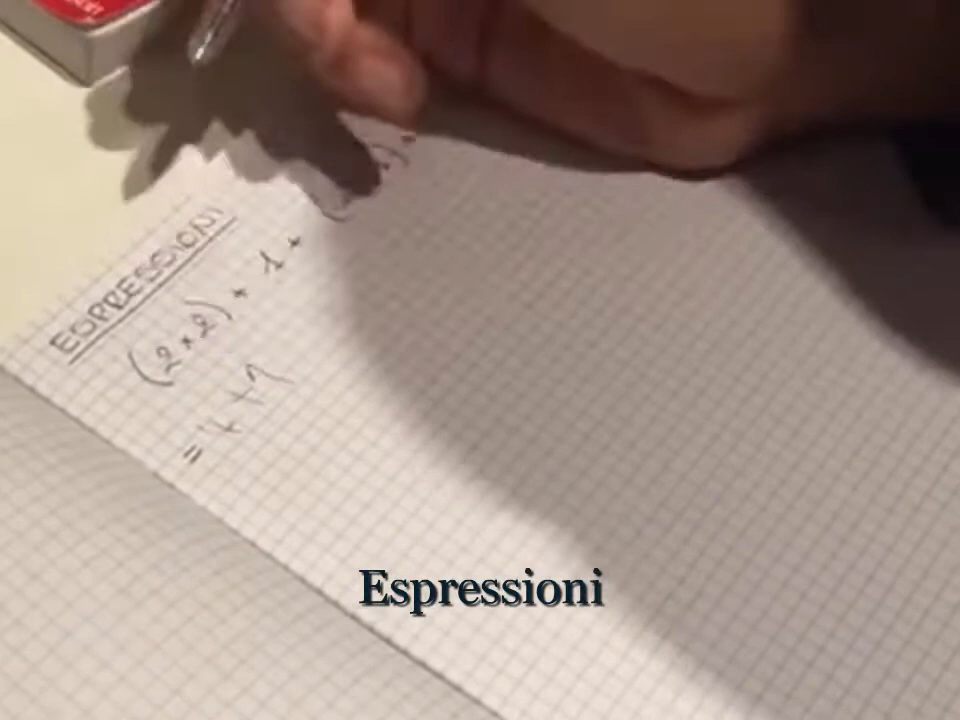 ESPRESSIONI
(2×2) + 1 + (
= 4 + 1
Espressioni